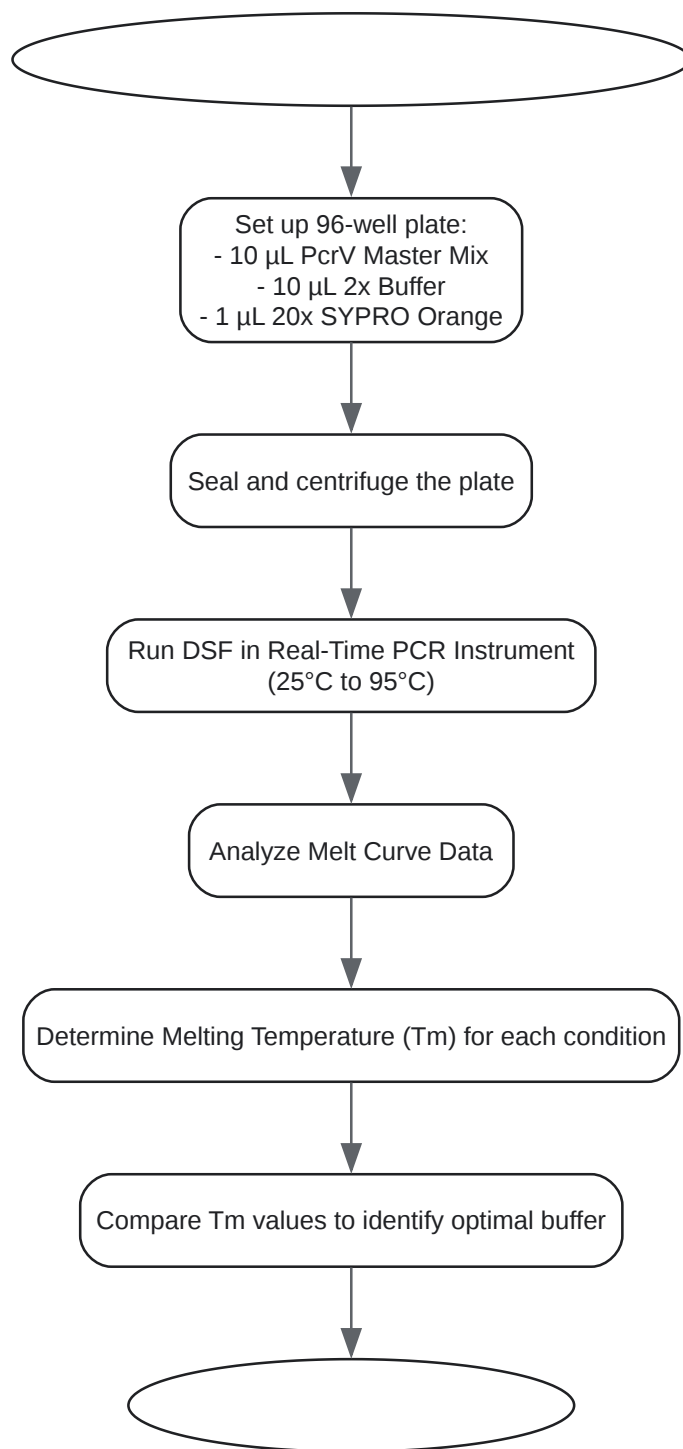 Set up 96-well plate:
- 10 µL PcrV Master Mix
- 10 µL 2x Buffer
- 1 µL 20x SYPRO Orange
Seal and centrifuge the plate
Run DSF in Real-Time PCR Instrument
(25°C to 95°C)
Analyze Melt Curve Data
Determine Melting Temperature (Tm) for each condition
Compare Tm values to identify optimal buffer